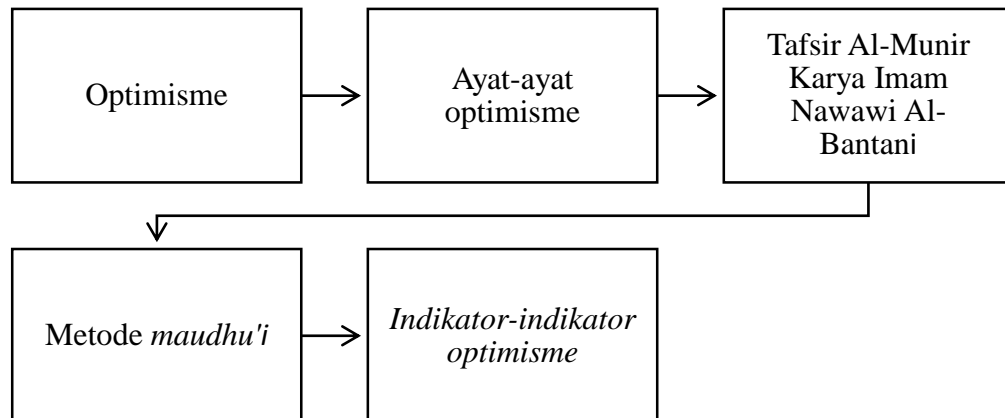 Optimisme
Ayat-ayat
optimisme
Tafsir Al-Munir
Karya Imam
Nawawi Al-
Bantani
Metode maudhu'i
Indikator-indikator
optimisme